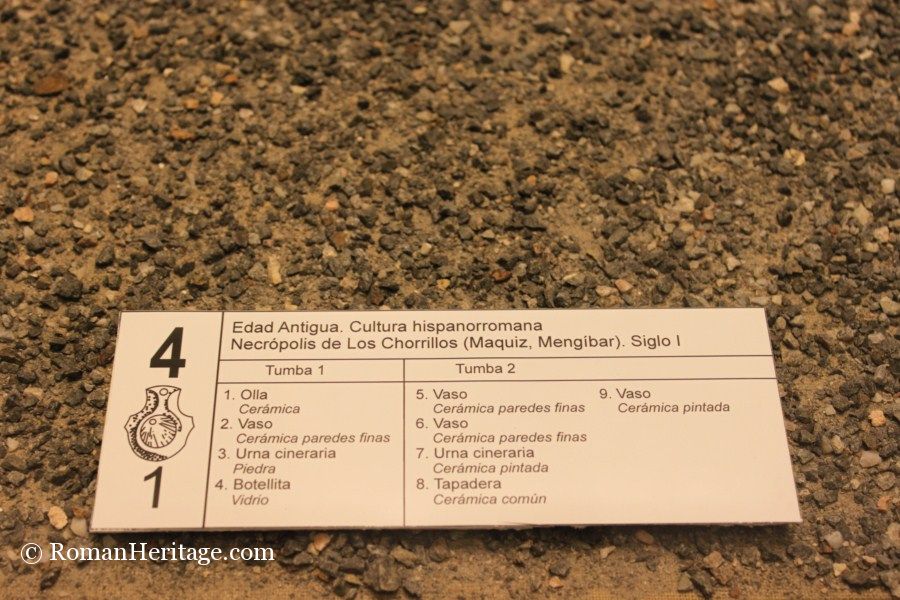 4
1
Edad Antigua. Cultura hispanorromana
Necrópolis de Los Chorrillos (Maquiz, Mengíbar). Siglo I
Tumba 1
1. Olla
Cerámica
2. Vaso
Cerámica paredes finas
3. Urna cineraria
Piedra
4. Botellita
Vidrio
Tumba 2
5. Vaso
Cerámica paredes finas
6. Vaso
Cerámica paredes finas
7. Urna cineraria
Cerámica pintada
8. Tapadera
Cerámica común
9. Vaso
Cerámica pintada
© RomanHeritage.com